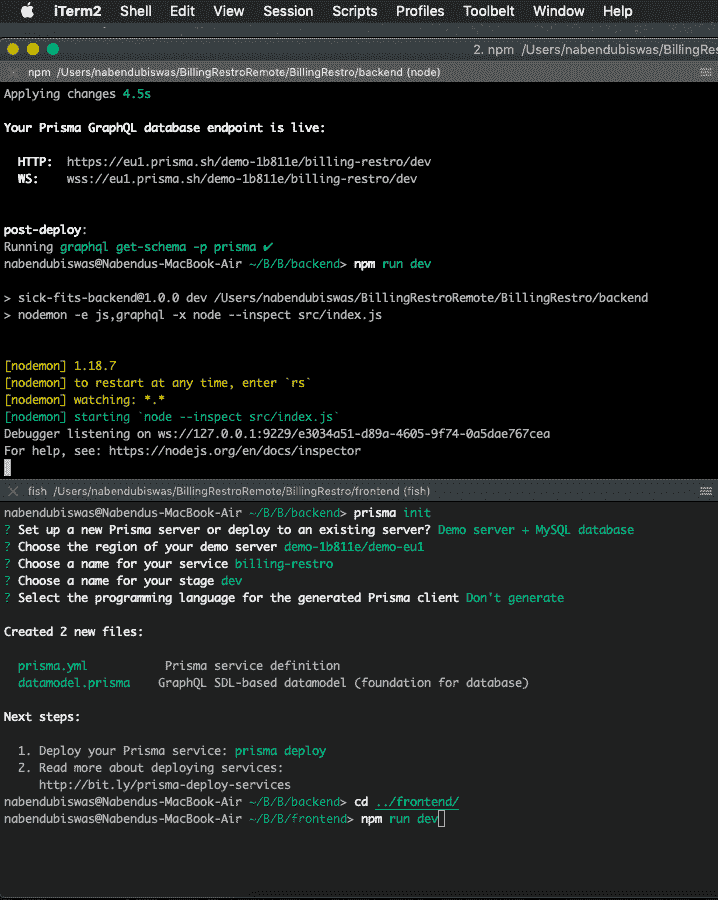 iTerm2 Shell Edit View Session Scripts Profiles Toolbelt Window Help
2. npm /Users/nabendubiswas/BillingRes
npm /Users/nabendubiswas/BillingRestroRemote/BillingRestro/backend (node)
Applying changes 4.5s
Your Prisma GraphQL database endpoint is live:
HTTP: https://eu1.prisma.sh/demo-1b811e/billing-restro/dev
WS: wss://eu1.prisma.sh/demo-1b811e/billing-restro/dev
post-deploy:
Running graphql get-schema -p prisma ✔
nabendubiswas@Nabendus-MacBook-Air ~/B/B/backend> npm run dev
> sick-fits-backend@1.0.0 dev /Users/nabendubiswas/BillingRestroRemote/BillingRestro/backend
> nodemon -e js,graphql -x node --inspect src/index.js
[nodemon] 1.18.7
[nodemon] to restart at any time, enter `rs`
[nodemon] watching: *.*
[nodemon] starting `node --inspect src/index.js`
Debugger listening on ws://127.0.0.1:9229/e3034a51-d89a-4605-9f74-0a5dae767cea
For help, see: https://nodejs.org/en/docs/inspector
fish /Users/nabendubiswas/BillingRestroRemote/BillingRestro/frontend (fish)
nabendubiswas@Nabendus-MacBook-Air ~/B/B/backend> prisma init
? Set up a new Prisma server or deploy to an existing server? Demo server + MySQL database
? Choose the region of your demo server demo-1b811e/demo-eu1
? Choose a name for your service billing-restro
? Choose a name for your stage dev
? Select the programming language for the generated Prisma client Don't generate
Created 2 new files:
prisma.yml Prisma service definition
datamodel.prisma GraphQL SDL-based datamodel (foundation for database)
Next steps:
1. Deploy your Prisma service: prisma deploy
2. Read more about deploying services:
http://bit.ly/prisma-deploy-services
nabendubiswas@Nabendus-MacBook-Air ~/B/B/backend> cd ../frontend/
nabendubiswas@Nabendus-MacBook-Air ~/B/B/frontend> npm run dev